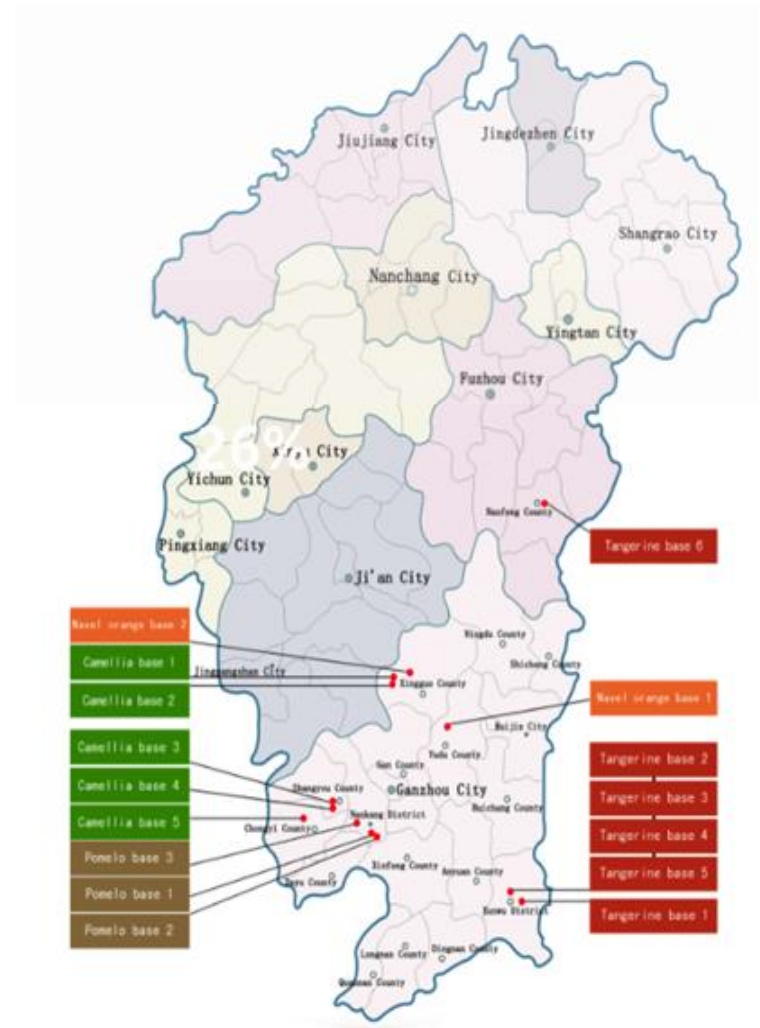 Jiujiang City
Jingdezhen City
Shangrao City
Nanchang City
Yingtan City
Fuzhou City
26%
City
Yichun City
Nanfeng County
Pingxiang City
Tangerine base 6
Ji'an City
Navel orange base 2
Ningdu County
Camellia base 1
Shicheng County
Jinggangshan City
Xingguo County
Camellia base 2
Navel orange base 1
Ruijin City
Camellia base 3
Yudu County
Tangerine base 2
Gan County
Camellia base 4
Shangyou County
Ganzhou City
Tangerine base 3
Huichang County
Nankang District
Camellia base 5
Chongyi County
Tangerine base 4
Pomelo base 3
Xinfeng County
Anyuan County
Tangerine base 5
Dayu County
Pomelo base 1
Xunwu District
Tangerine base 1
Pomelo base 2
Longnan County
Dingnan County
Quannan County